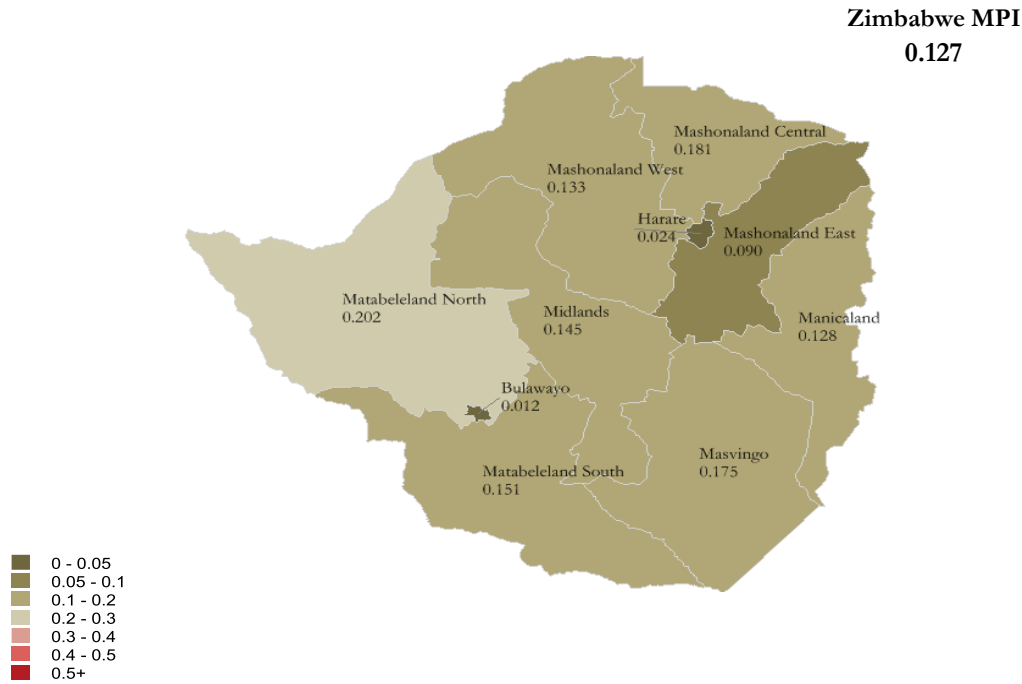 Zimbabwe MPI
0.127
Mashonaland Central
0.181
Mashonaland West
0.133
Harare
0.024
Mashonaland East
0.090
Matabeleland North
0.202
Midlands
0.145
Manicaland
0.128
Bulawayo
0.012
Masvingo
0.175
Matabeleland South
0.151
0 - 0.05
0.05 - 0.1
0.1 - 0.2
0.2 - 0.3
0.3 - 0.4
0.4 - 0.5
0.5+